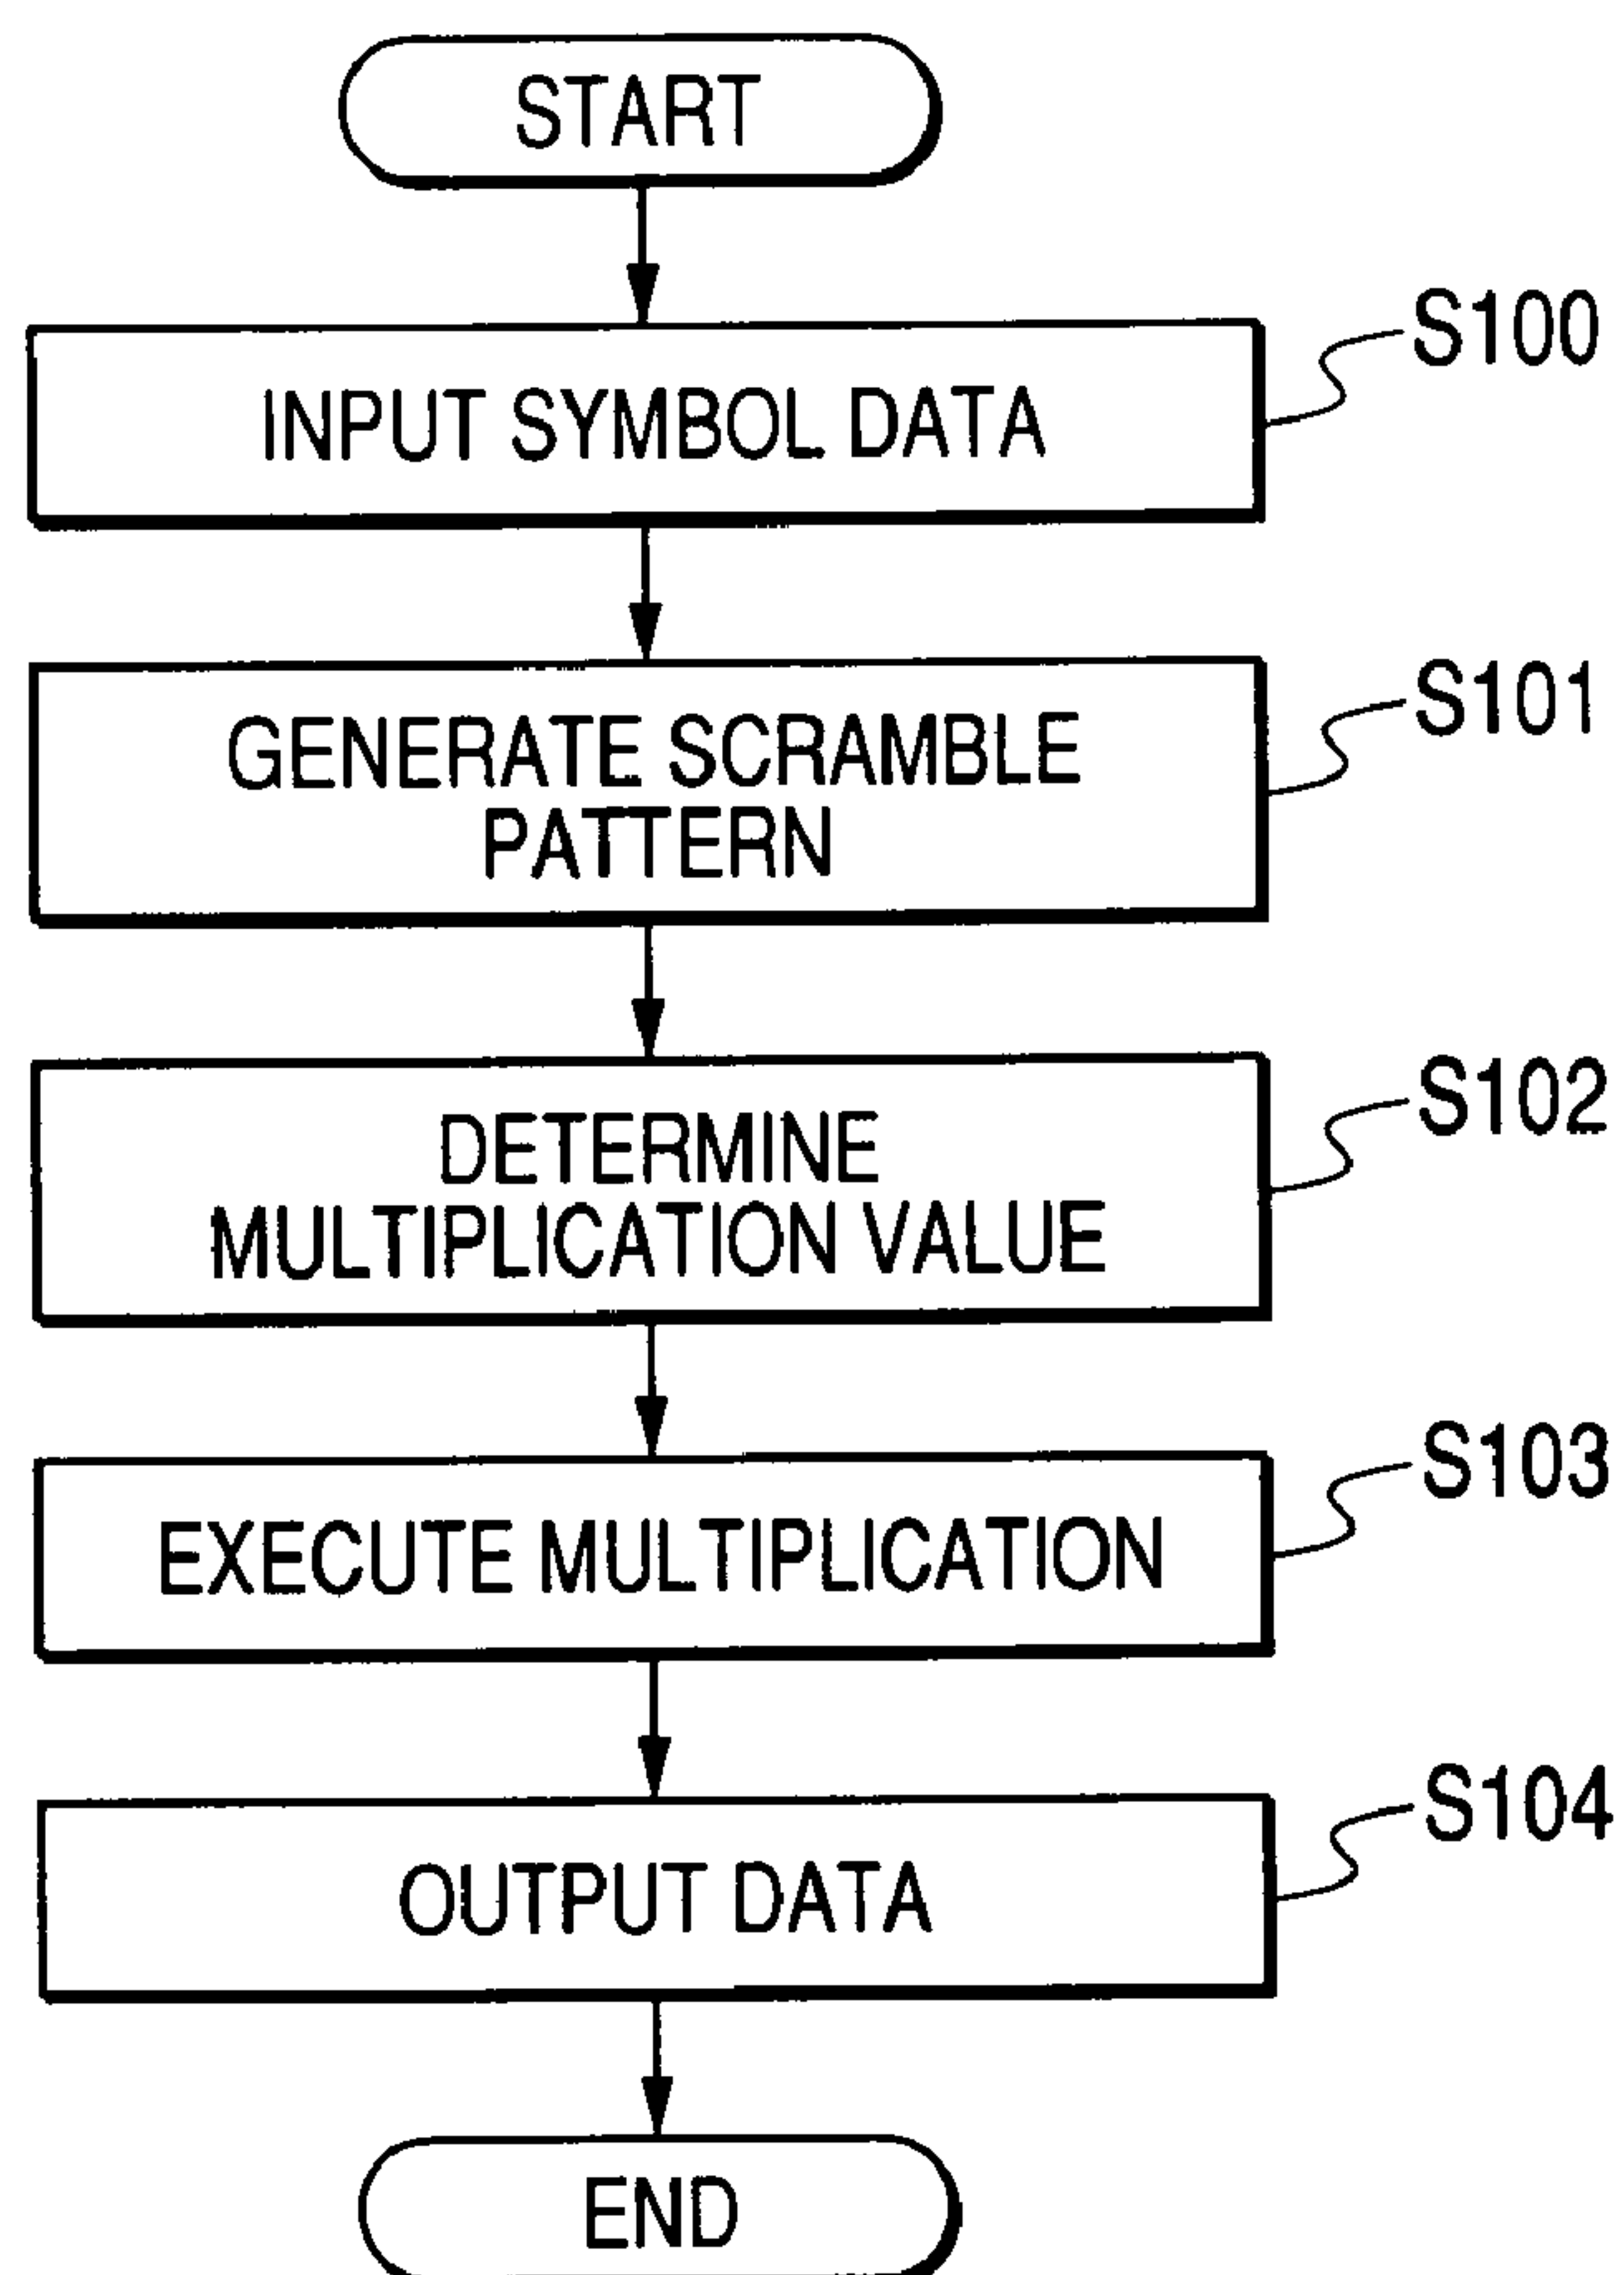 START
S100
INPUT SYMBOL DATA
S101
GENERATE SCRAMBLE
PATTERN
S102
DETERMINE
MULTIPLICATION VALUE
S103
EXECUTE MULTIPLICATION
S104
OUTPUT DATA
END